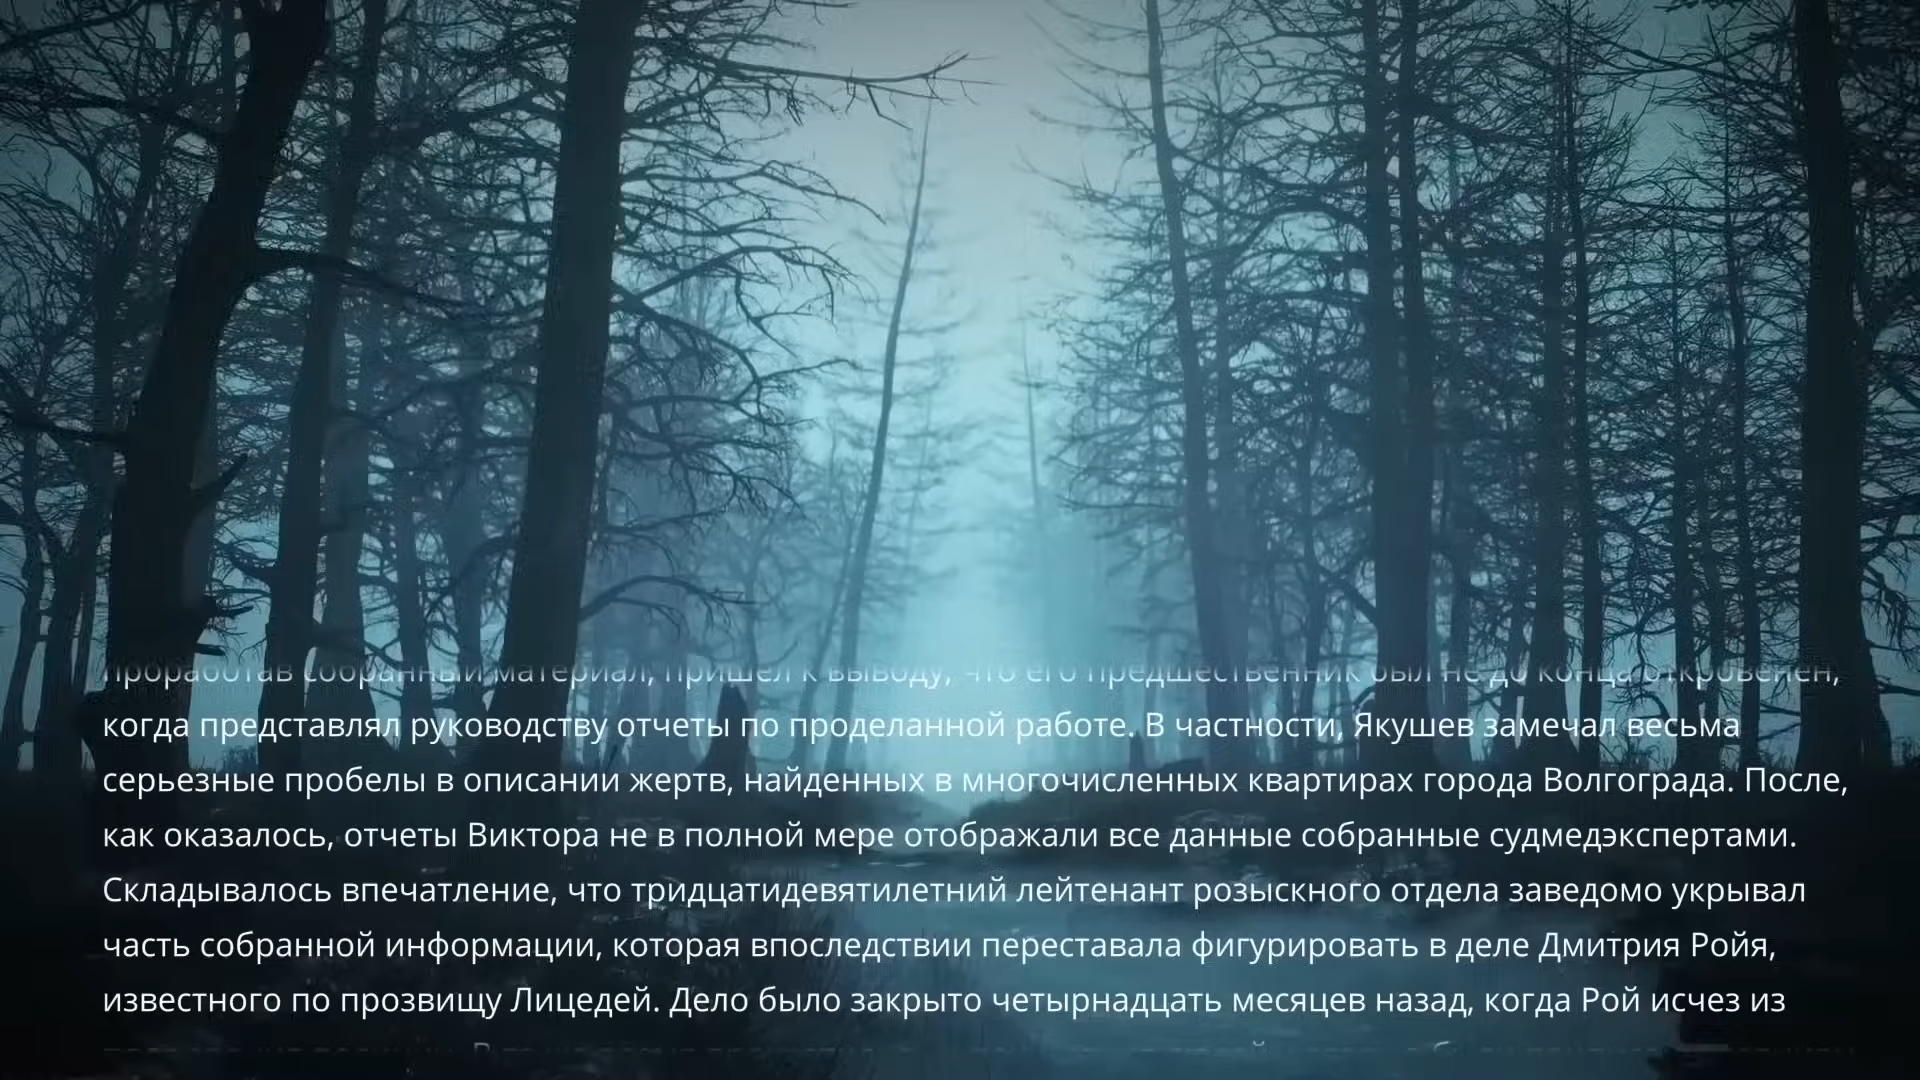 проработав собранный материал, пришел к выводу, что его предшественник был не до конца откровенен,
когда представлял руководству отчеты по проделанной работе. В частности, Якушев замечал весьма
серьезные пробелы в описании жертв, найденных в многочисленных квартирах города Волгограда. После,
как оказалось, отчеты Виктора не в полной мере отображали все данные собранные судмедэкспертами.
Складывалось впечатление, что тридцатидевятилетний лейтенант розыскного отдела заведомо укрывал
часть собранной информации, которая впоследствии переставала фигурировать в деле Дмитрия Ройя,
известного по прозвищу Лицедей. Дело было закрыто четырнадцать месяцев назад, когда Рой исчез из